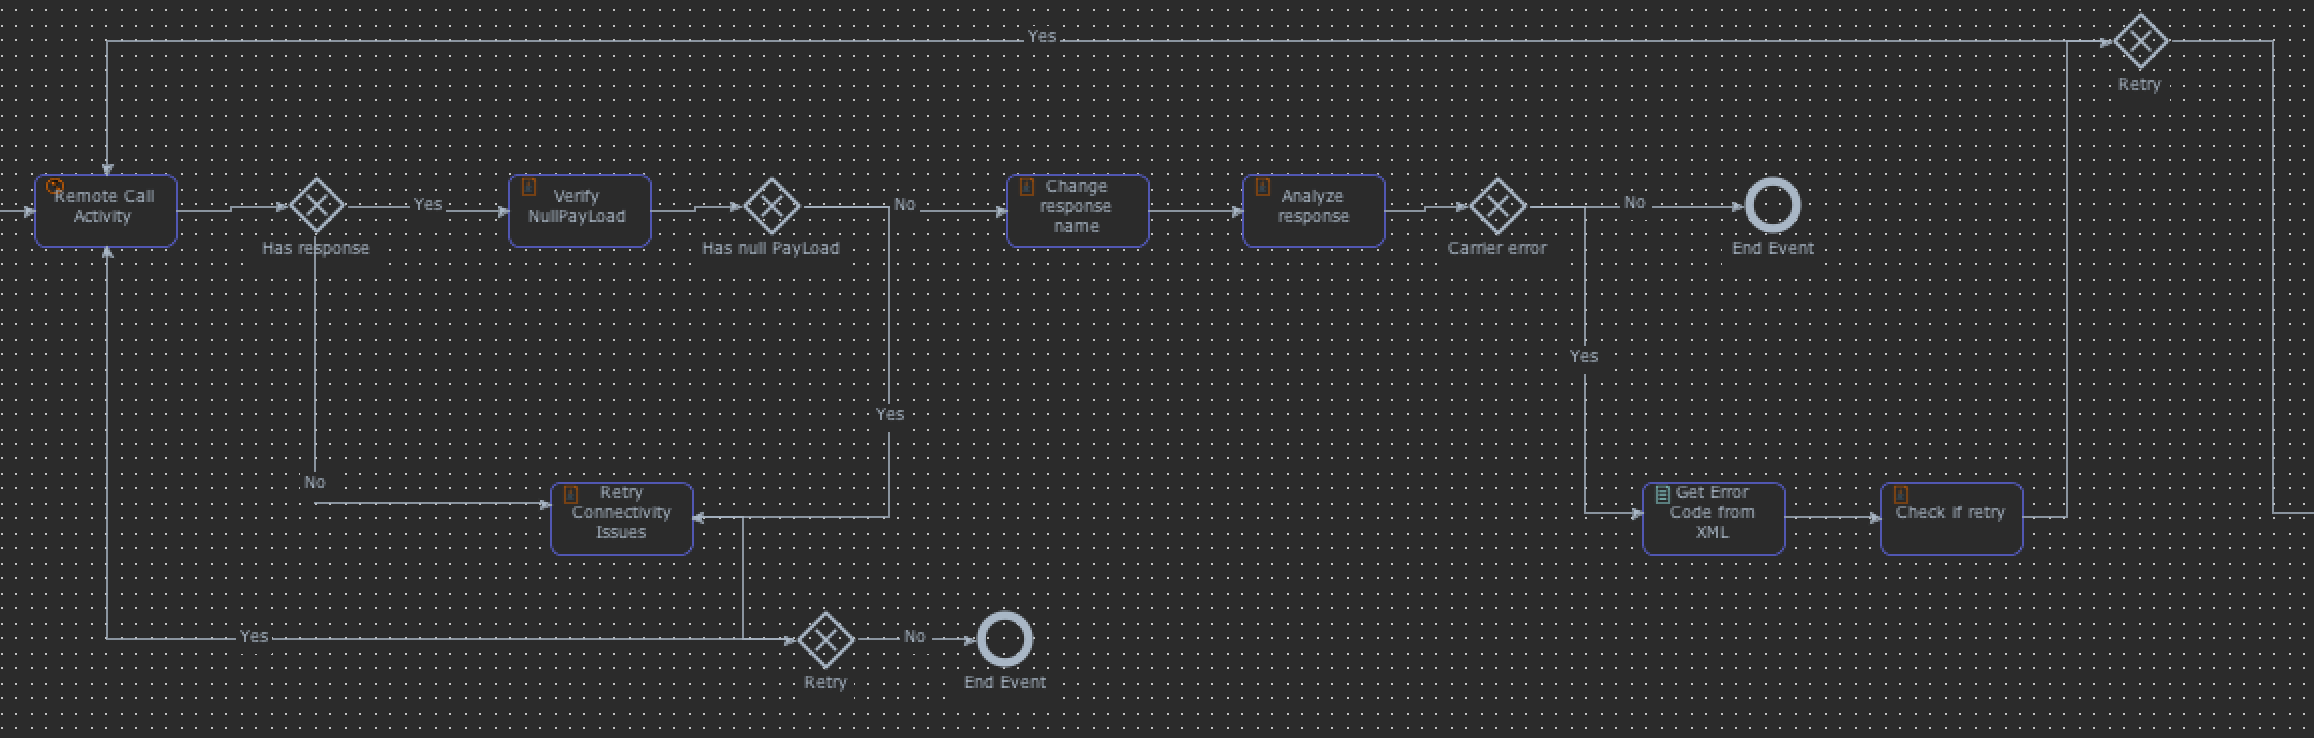 Yes
Retry
Remote Call
Activity
Has response
Yes
Verify
NullPayLoad
Has null PayLoad
No
Change
response
name
Analyze
response
Carrier error
No
End Event
Yes
Yes
No
Retry
Connectivity
Issues
Get Error
Code from
XML
Check if retry
Yes
Retry
No
End Event